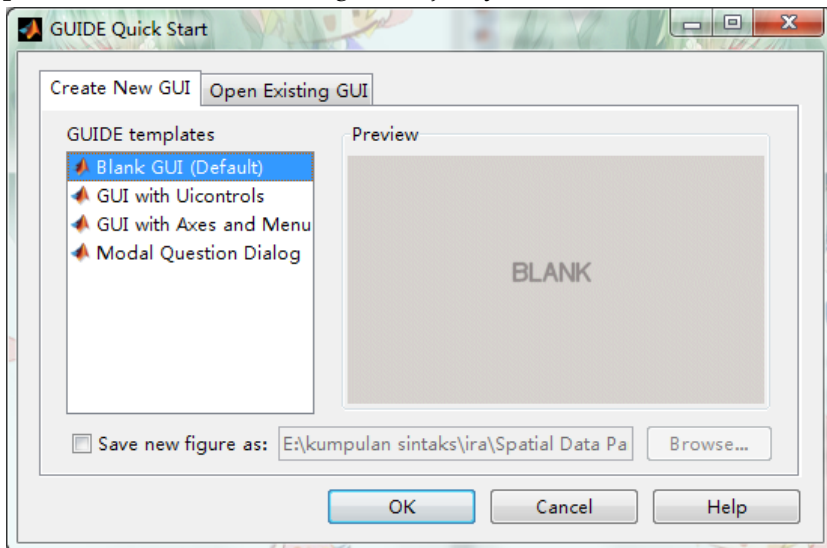 GUIDE Quick Start
Create New GUI Open Existing GUI
GUIDE templates
Preview
Blank GUI (Default)
GUI with Uicontrols
GUI with Axes and Menu
Modal Question Dialog
BLANK
Save new figure as: E:\kumpulan sintaks\ira\Spatial Data Pa Browse...
OK Cancel Help